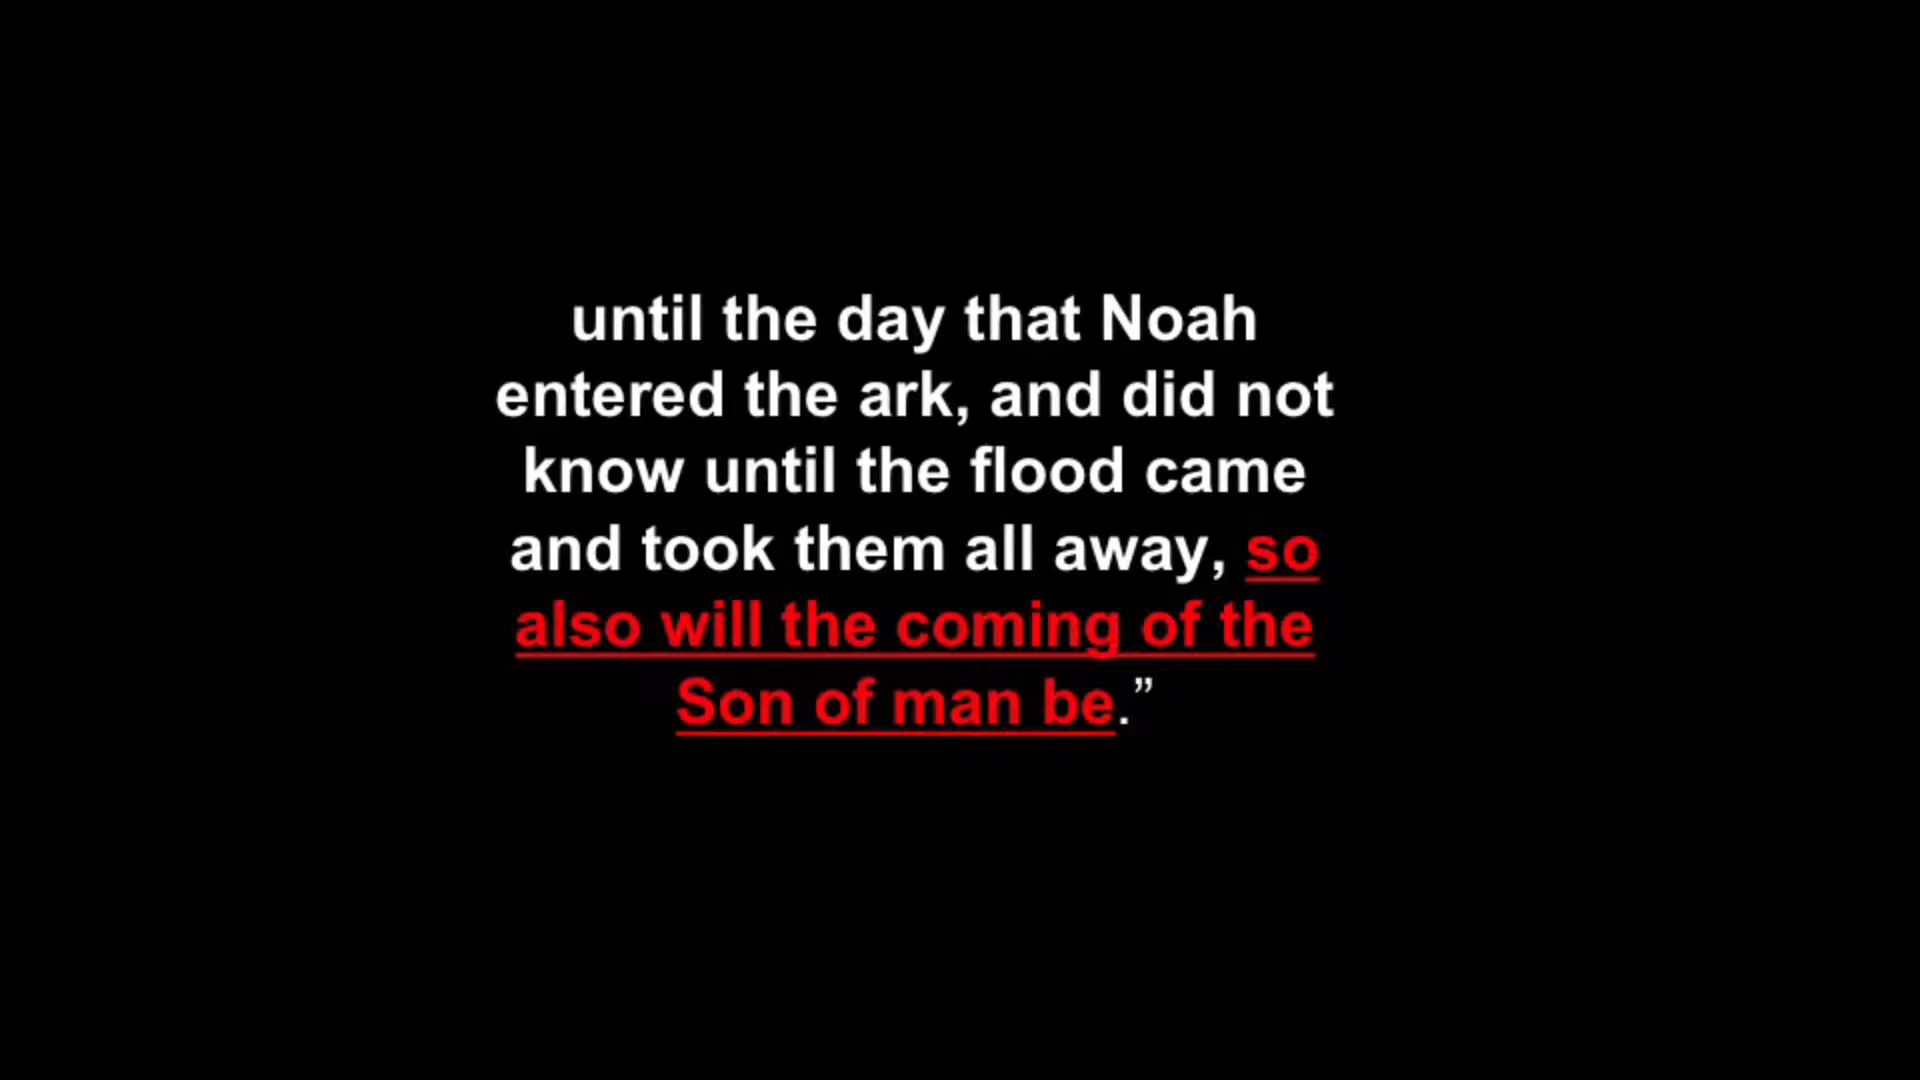 until the day that Noah
entered the ark, and did not
know until the flood came
and took them all away, so
also will the coming of the
Son of man be.”